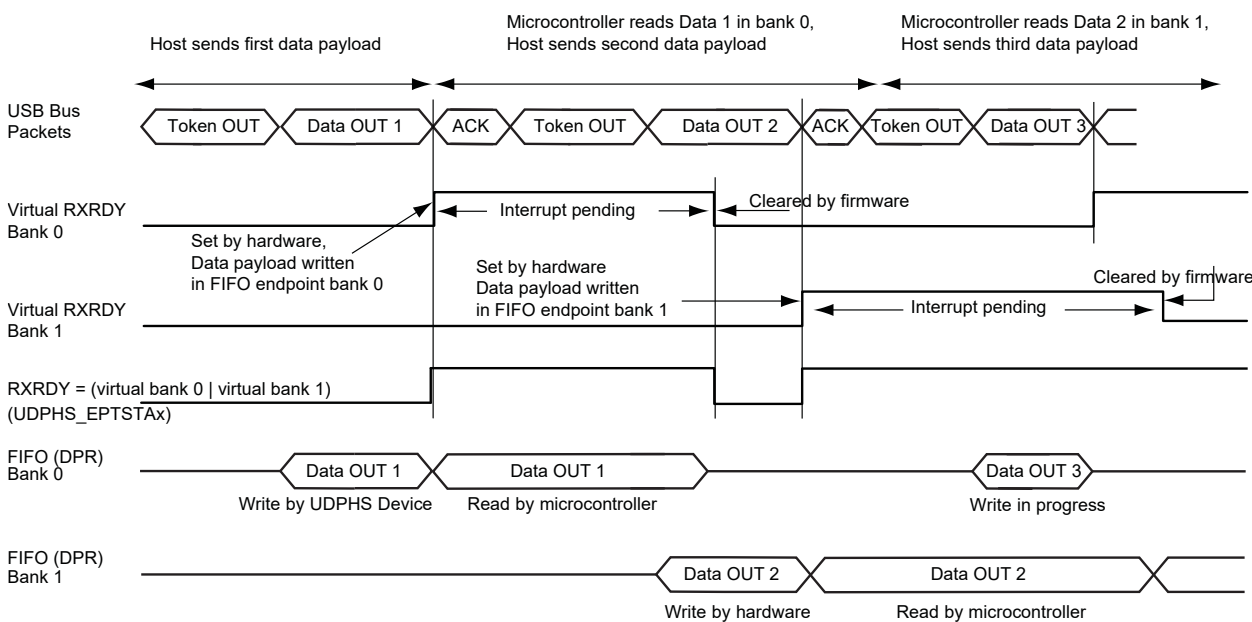 Microcontroller reads Data 1 in bank 0,
Microcontroller reads Data 2 in bank 1,
Host sends first data payload
Host sends second data payload
Host sends third data payload
USB Bus
Packets
Token OUT
Data OUT 1
ACK
Token OUT
Data OUT 2
ACK
Token OUT
Data OUT 3
Virtual RXRDY
Bank 0
Interrupt pending
Cleared by firmware
Set by hardware,
Data payload written
in FIFO endpoint bank 0
Set by hardware
Data payload written
in FIFO endpoint bank 1
Cleared by firmware
Virtual RXRDY
Bank 1
Interrupt pending
RXRDY = (virtual bank 0 | virtual bank 1)
(UDPHS_EPTSTAx)
FIFO (DPR)
Bank 0
Data OUT 1
Data OUT 1
Data OUT 3
Write by UDPHS Device
Read by microcontroller
Write in progress
FIFO (DPR)
Bank 1
Data OUT 2
Data OUT 2
Write by hardware
Read by microcontroller